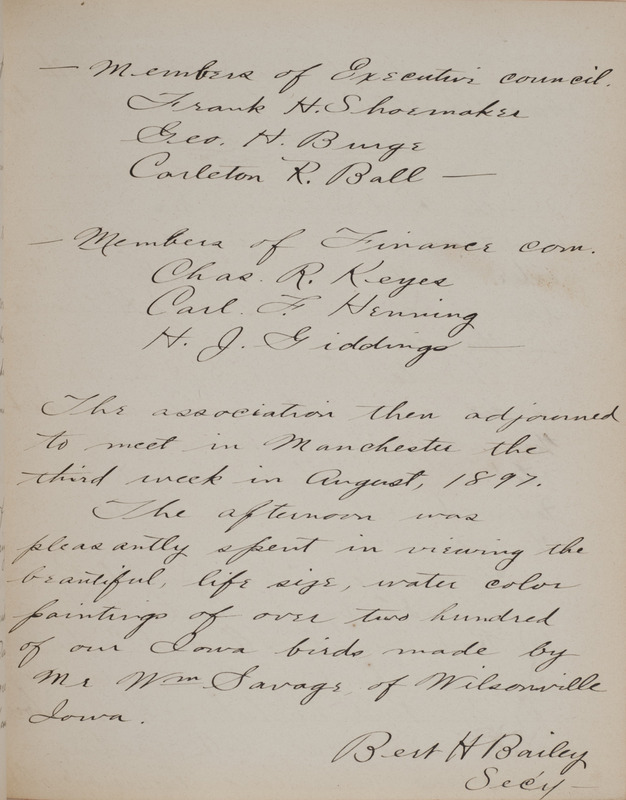 — Members of Executive council.
Frank H. Shoemaker
Geo. H. Burge
Carleton R. Ball —
— Members of Finance com.
Chas. R. Keyes
Carl. F. Henning
H. J. Giddings —
The association then adjourned
to meet in Manchester the
third week in August, 1897.
The afternoon was
pleasantly spent in viewing the
beautiful, life size, water color
paintings of over two hundred
of our Iowa birds made by
Mr Wm Savage, of Wilsonville
Iowa.
Bert H Bailey
Sec'y —